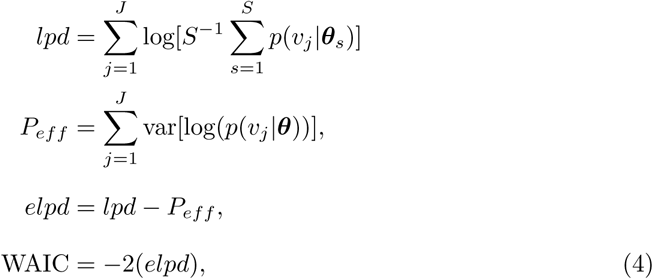 lpd = \sum_{j=1}^{J} \log[S^{-1} \sum_{s=1}^{S} p(v_j|\boldsymbol{\theta}_s)]
P_{eff} = \sum_{j=1}^{J} \text{var}[\log(p(v_j|\boldsymbol{\theta}))],
elpd = lpd - P_{eff},
WAIC = -2(elpd), (4)